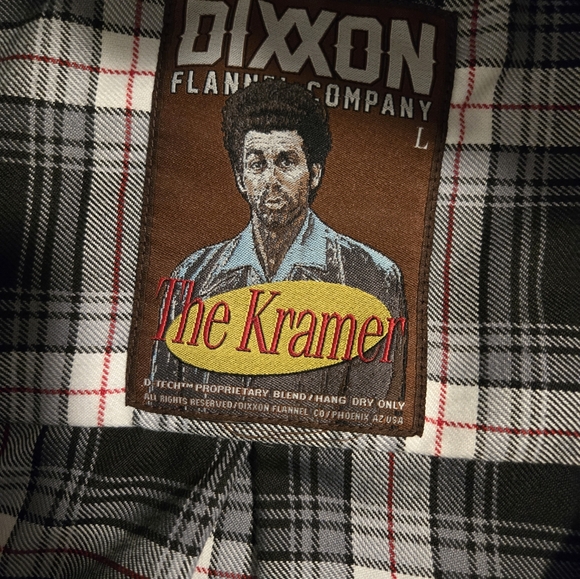 DIXXON
FLANNEL COMPANY
L
The Kramer
D-TECH™ PROPRIETARY BLEND/HANG DRY ONLY
ALL RIGHTS RESERVED/DIXXON FLANNEL CO/PHOENIX AZ/USA